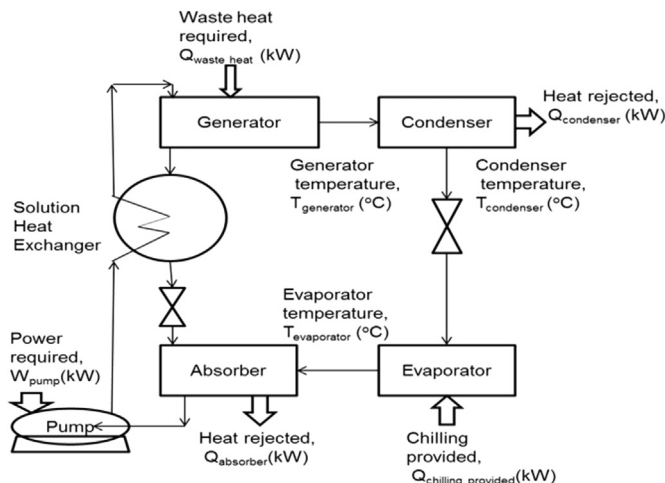 Waste heat
required,
Qwaste heat (kW)
Generator
Condenser
Heat rejected,
Qcondenser (kW)
Generator
temperature,
Tgenerator (°C)
Condenser
temperature,
Tcondenser (°C)
Solution
Heat
Exchanger
Evaporator
temperature,
Tevaporator (°C)
Power
required,
Wpump(kW)
Absorber
Evaporator
Pump
Heat rejected,
Qabsorber(kW)
Chilling
provided,
Qchilling provided(kW)